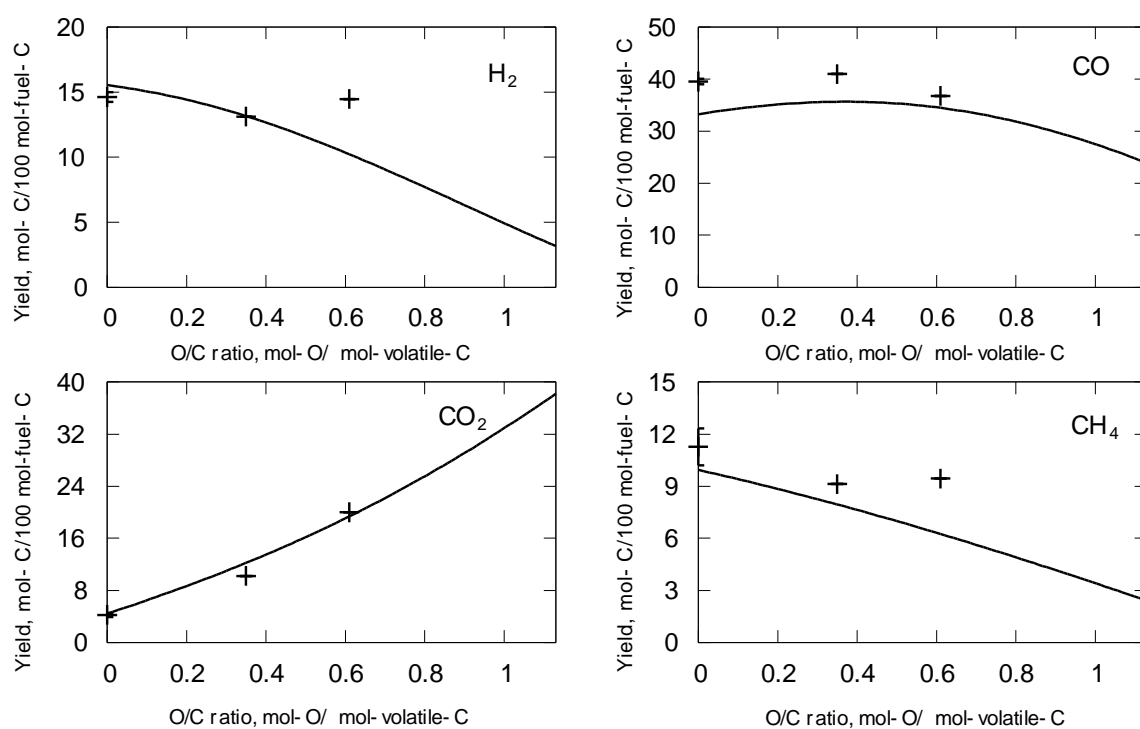 20
15
10
5
0
Yield, mol- C/100 mol-fuel- C
H2
0 0.2 0.4 0.6 0.8 1
O/C ratio, mol- O/ mol- volatile- C
50
40
30
20
10
0
Yield, mol- C/100 mol-fuel- C
CO
0 0.2 0.4 0.6 0.8 1
O/C ratio, mol- O/ mol- volatile- C
40
32
24
16
8
0
Yield, mol- C/100 mol-fuel- C
CO2
0 0.2 0.4 0.6 0.8 1
O/C ratio, mol- O/ mol- volatile- C
15
12
9
6
3
0
Yield, mol- C/100 mol-fuel- C
CH4
0 0.2 0.4 0.6 0.8 1
O/C ratio, mol- O/ mol- volatile- C